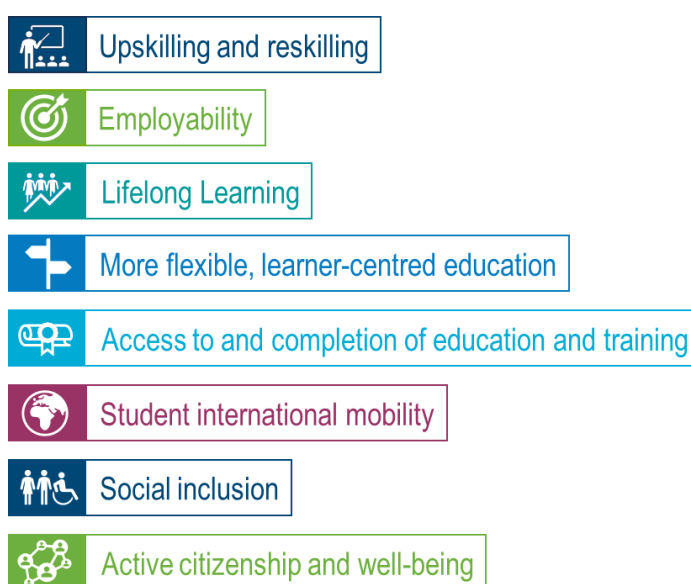 Upskilling and reskilling
Employability
Lifelong Learning
More flexible, learner-centred education
Access to and completion of education and training
Student international mobility
Social inclusion
Active citizenship and well-being